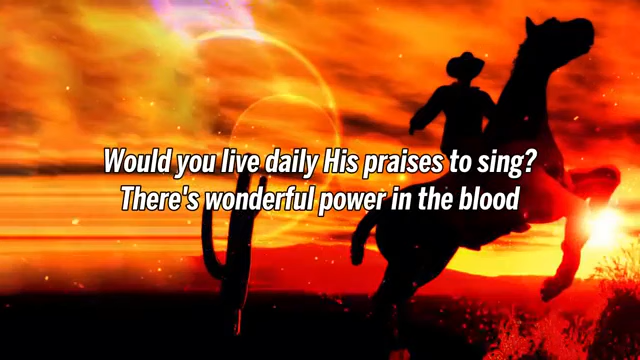 Would you live daily His praises to sing?
There's wonderful power in the blood